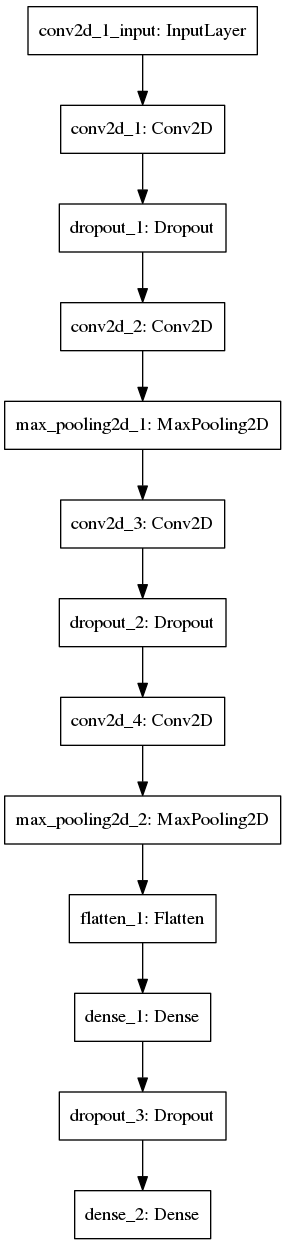 conv2d_1_input: InputLayer
conv2d_1: Conv2D
dropout_1: Dropout
conv2d_2: Conv2D
max_pooling2d_1: MaxPooling2D
conv2d_3: Conv2D
dropout_2: Dropout
conv2d_4: Conv2D
max_pooling2d_2: MaxPooling2D
flatten_1: Flatten
dense_1: Dense
dropout_3: Dropout
dense_2: Dense